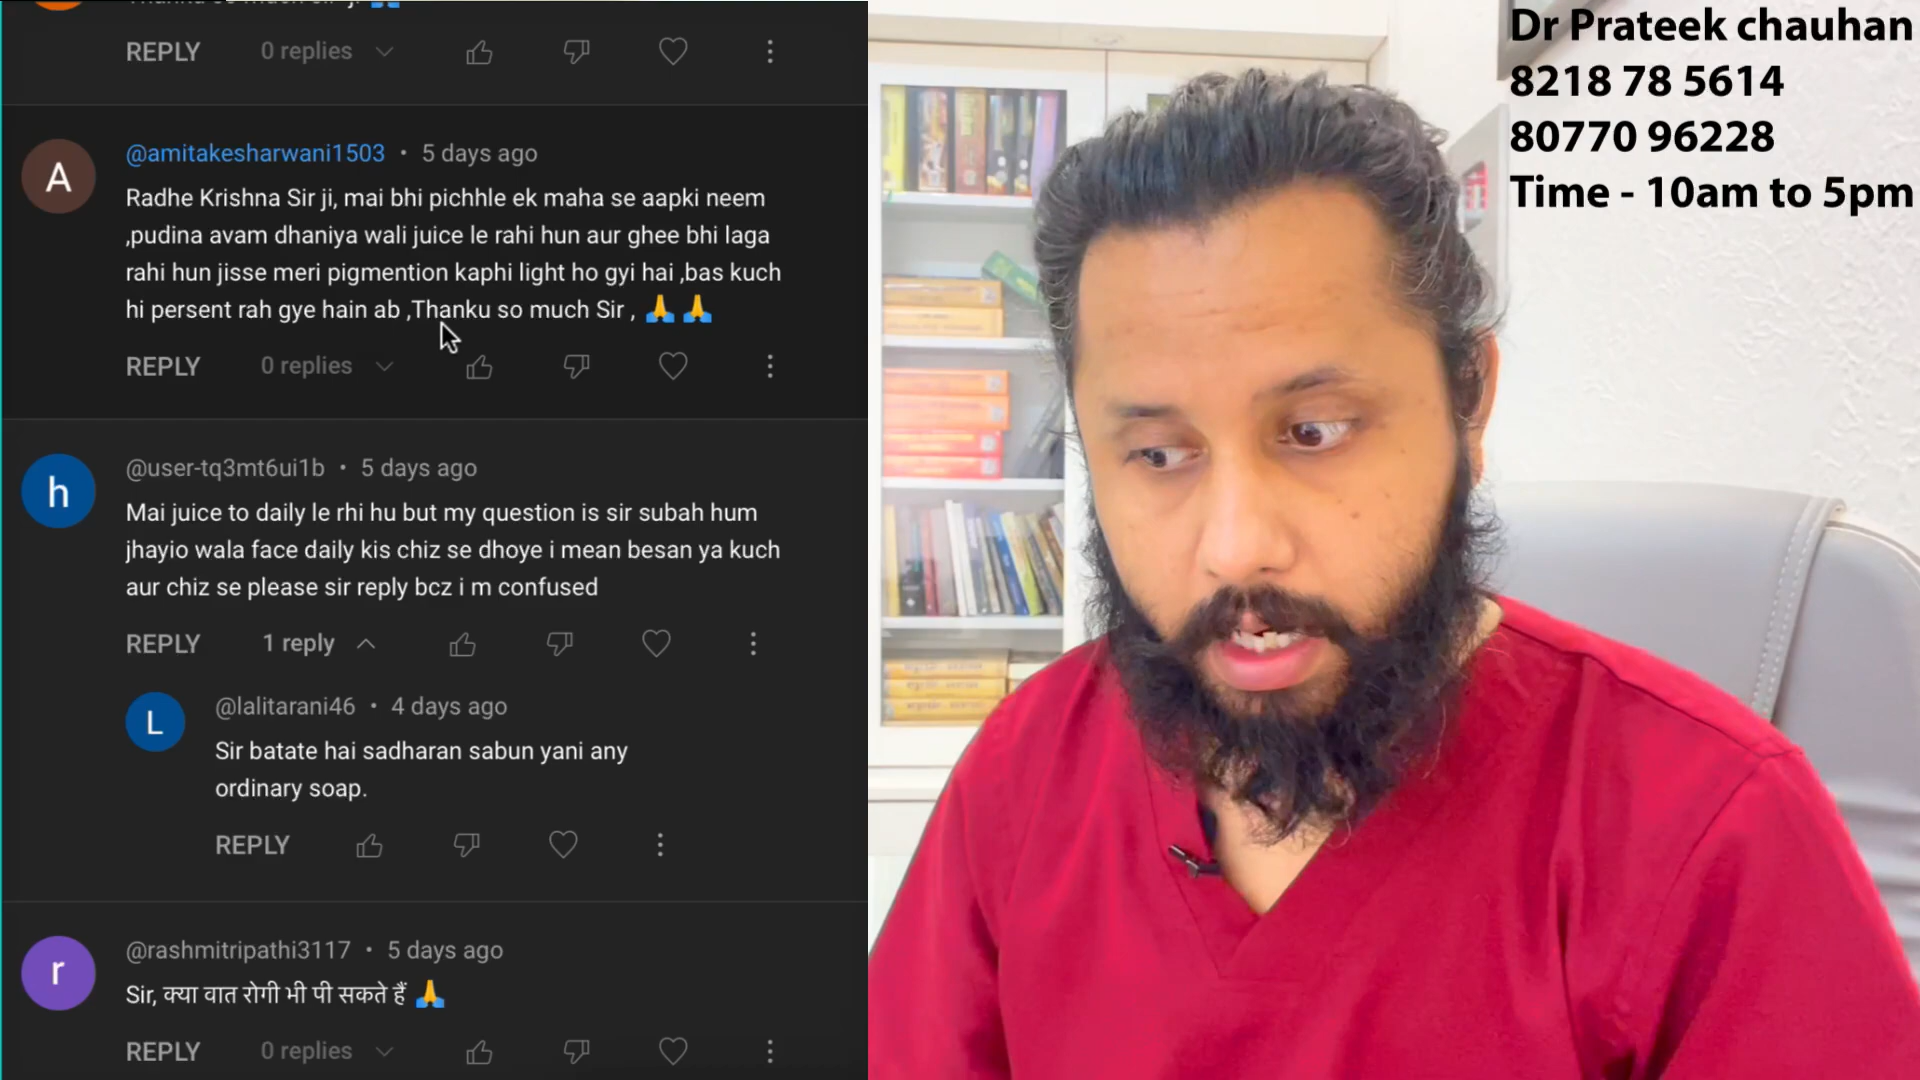 REPLY 0 replies
@amitakesharwani1503 • 5 days ago
A
Radhe Krishna Sir ji, mai bhi pichhle ek maha se aapki neem
,pudina avam dhaniya wali juice le rahi hun aur ghee bhi laga
rahi hun jisse meri pigmention kaphi light ho gyi hai ,bas kuch
hi persent rah gye hain ab ,Thanku so much Sir , 🙏 🙏
REPLY 0 replies
@user-tq3mt6ui1b • 5 days ago
h
Mai juice to daily le rhi hu but my question is sir subah hum
jhayio wala face daily kis chiz se dhoye i mean besan ya kuch
aur chiz se please sir reply bcz i m confused
REPLY 1 reply
@lalitarani46 • 4 days ago
L
Sir batate hai sadharan sabun yani any
ordinary soap.
REPLY
@rashmitripathi3117 • 5 days ago
r
Sir, क्या वात रोगी भी पी सकते हैं 🙏
REPLY 0 replies
Dr Prateek chauhan
8218 78 5614
80770 96228
Time - 10am to 5pm